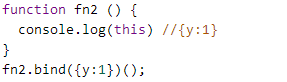 function fn2 () {
  console.log(this) //{y:1}
}
fn2.bind({y:1})();